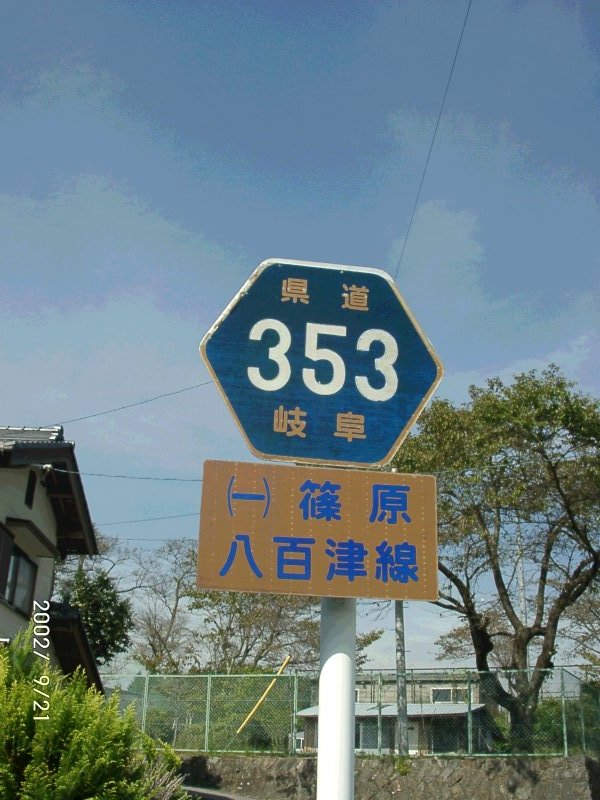 県道
353
岐阜
(一)篠原
八百津線
2002/9/21